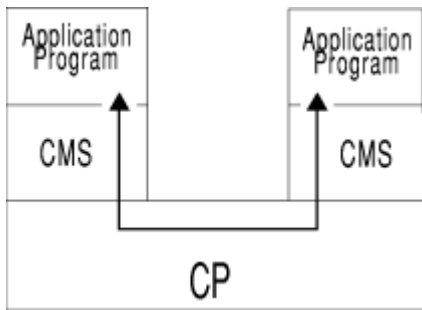 Application
Program
Application
Program
CMS
CMS
CP